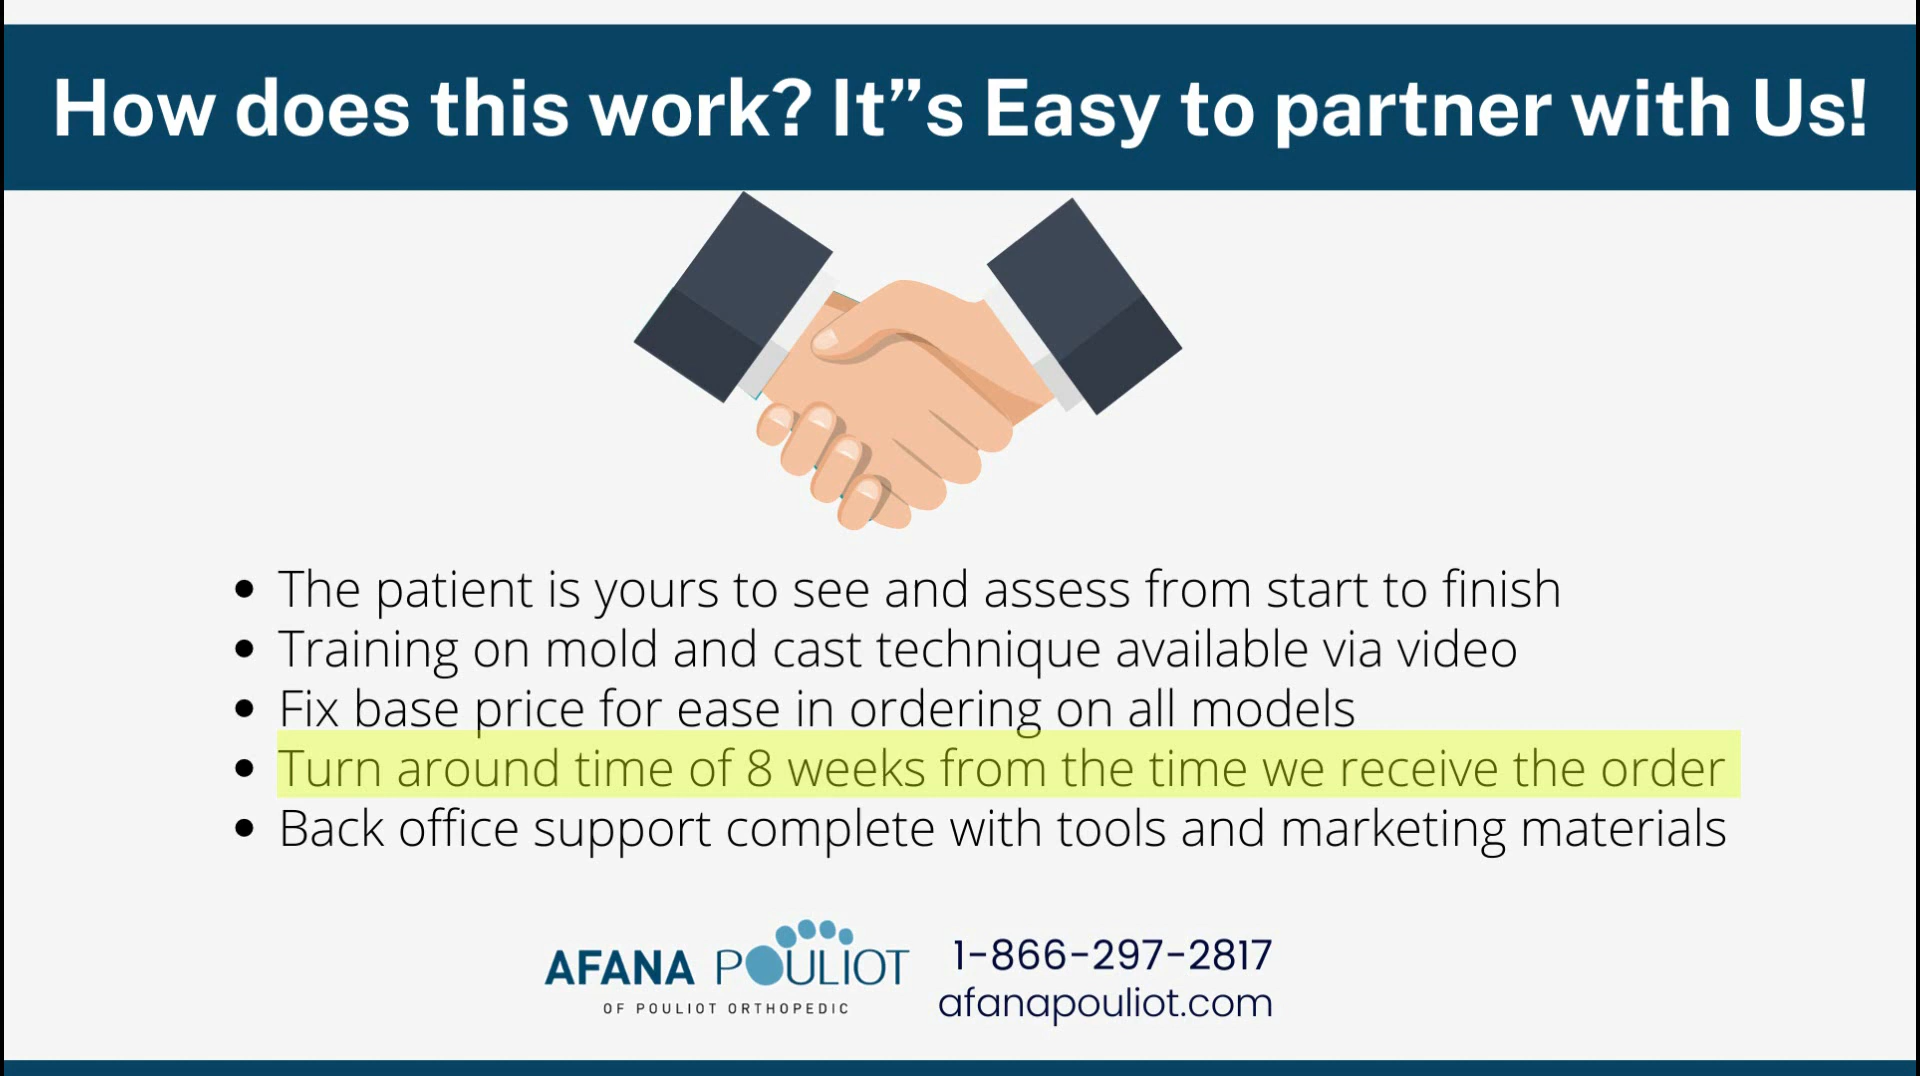 How does this work? It”s Easy to partner with Us!
• The patient is yours to see and assess from start to finish
• Training on mold and cast technique available via video
• Fix base price for ease in ordering on all models
• Turn around time of 8 weeks from the time we receive the order
• Back office support complete with tools and marketing materials
AFANA POULIOT
OF POULIOT ORTHOPEDIC
1-866-297-2817
afanapouliot.com